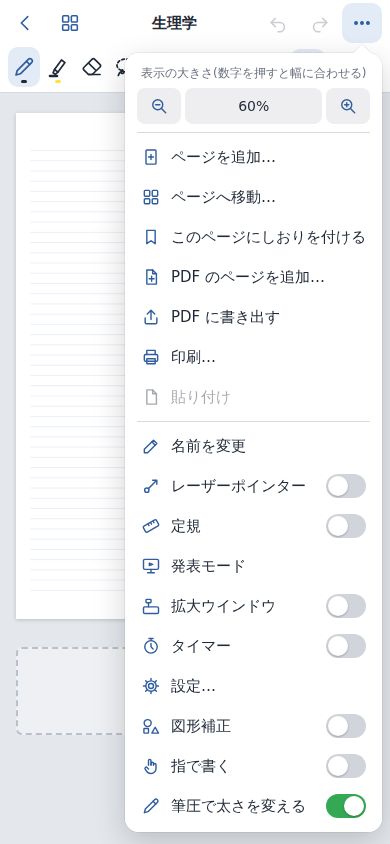 生理学
表示の大きさ(数字を押すと幅に合わせる)
60%
ページを追加…
ページへ移動…
このページにしおりを付ける
PDF のページを追加…
PDF に書き出す
印刷…
貼り付け
名前を変更
レーザーポインター
定規
発表モード
拡大ウインドウ
タイマー
設定…
図形補正
指で書く
筆圧で太さを変える